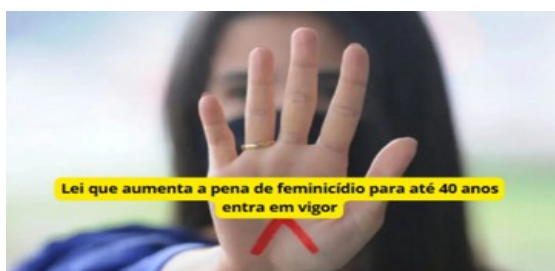 Lei que aumenta a pena de feminicídio para até 40 anos
entra em vigor